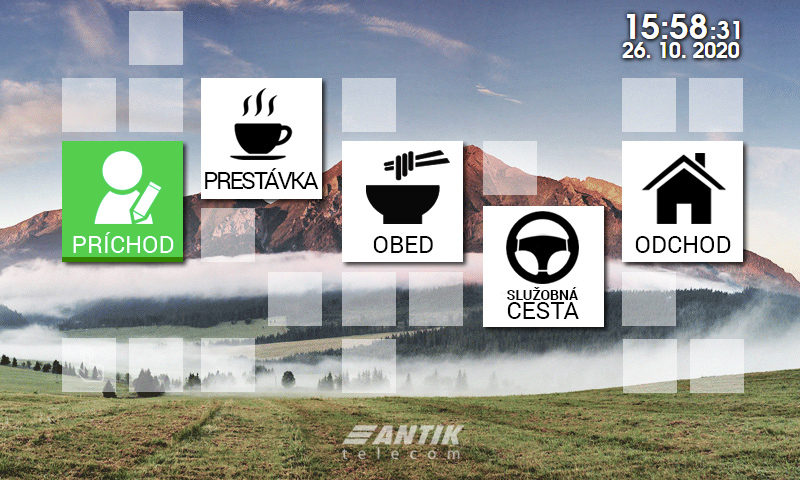 15:58:31
26. 10. 2020
PRESTÁVKA
PRÍCHOD
OBED
SLUŽOBNÁ
CESTA
ODCHOD
ANTIK
telecom